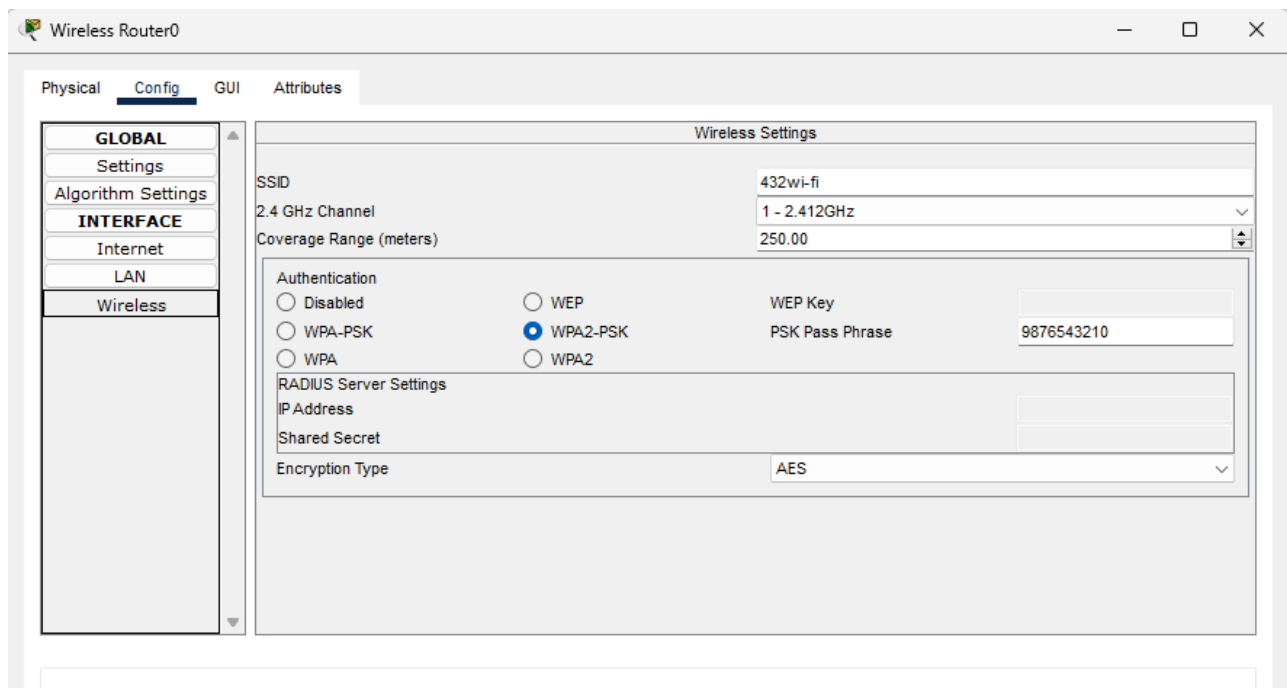 Wireless Router0
Physical Config GUI Attributes
GLOBAL
Settings
Algorithm Settings
INTERFACE
Internet
LAN
Wireless
Wireless Settings
SSID 432wi-fi
2.4 GHz Channel 1 - 2.412GHz
Coverage Range (meters) 250.00
Authentication
Disabled WEP WEP Key
WPA-PSK WPA2-PSK PSK Pass Phrase 9876543210
WPA WPA2
RADIUS Server Settings
IP Address
Shared Secret
Encryption Type AES